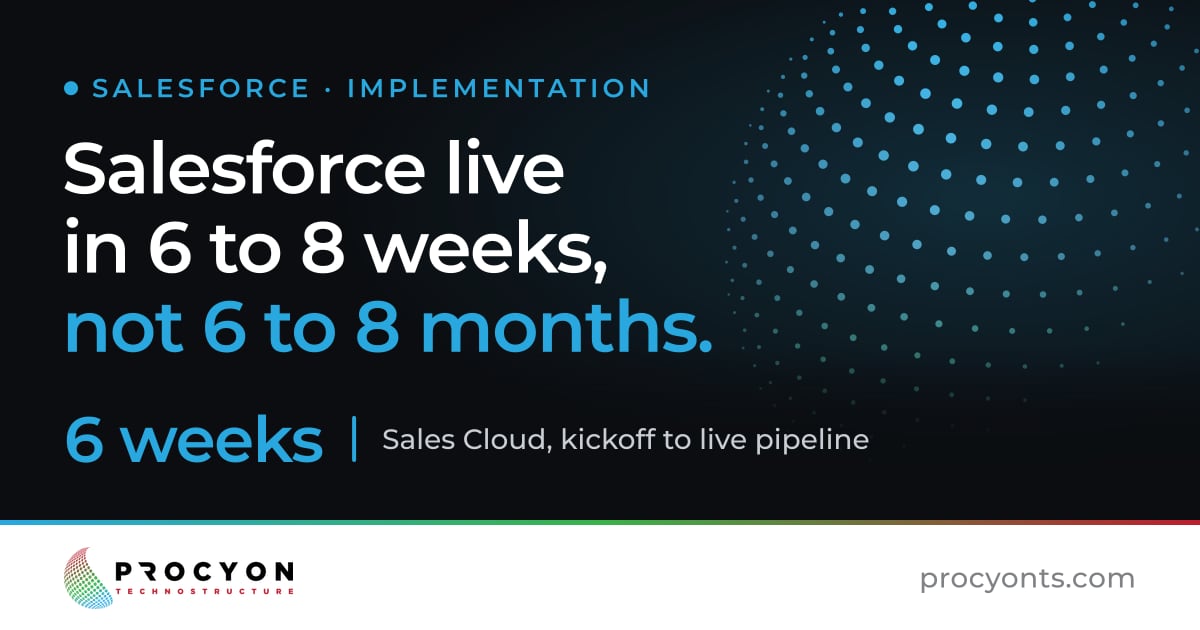 SALESFORCE · IMPLEMENTATION
Salesforce live
in 6 to 8 weeks,
not 6 to 8 months.
6 weeks
Sales Cloud, kickoff to live pipeline
PROCYON
TECHNOSTRUCTURE
procyonts.com